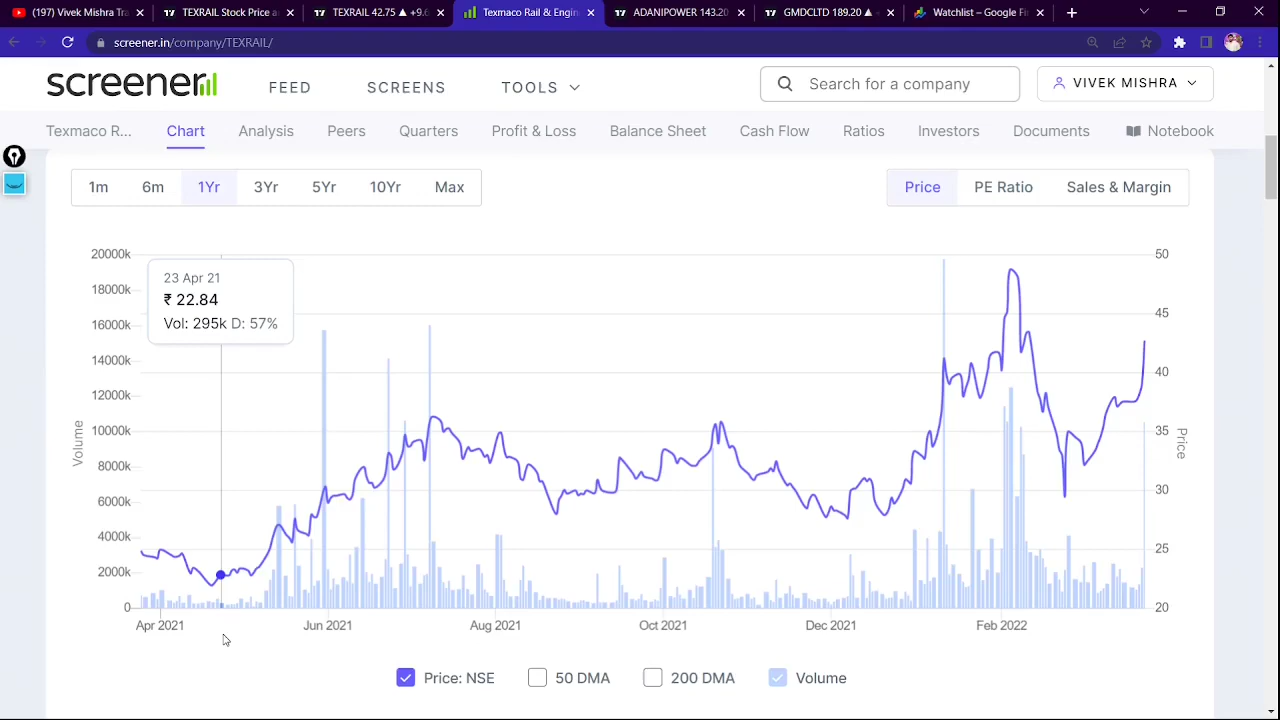 (197) Vivek Mishra Tra
TEXRAIL Stock Price a
TEXRAIL 42.75 ▲ +9.6
Texmaco Rail & Engin
ADANIPOWER 143.20
GMDCLTD 189.20 ▲
Watchlist – Google Fi
screener.in/company/TEXRAIL/
screener
FEED
SCREENS
TOOLS
Search for a company
VIVEK MISHRA
Texmaco R...
Chart
Analysis
Peers
Quarters
Profit & Loss
Balance Sheet
Cash Flow
Ratios
Investors
Documents
Notebook
1m
6m
1Yr
3Yr
5Yr
10Yr
Max
Price
PE Ratio
Sales & Margin
20000k
18000k
16000k
14000k
12000k
10000k
8000k
6000k
4000k
2000k
0
Volume
23 Apr 21
₹ 22.84
Vol: 295k D: 57%
50
45
40
35
30
25
20
Price
Apr 2021
Jun 2021
Aug 2021
Oct 2021
Dec 2021
Feb 2022
Price: NSE
50 DMA
200 DMA
Volume